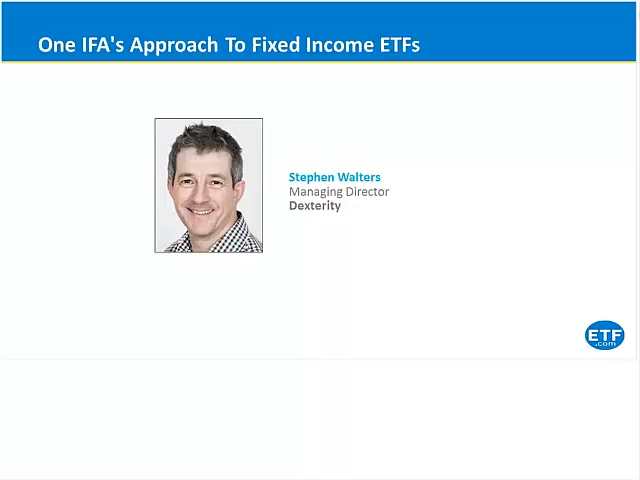 One IFA's Approach To Fixed Income ETFs
Stephen Walters
Managing Director
Dexterity
ETF
.com